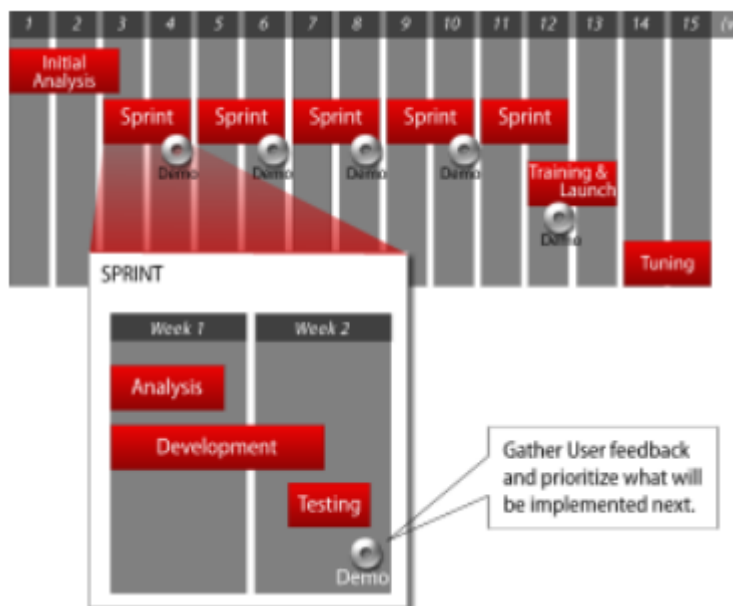 1 2 3 4 5 6 7 8 9 10 11 12 13 14 15
Initial
Analysis
Sprint Sprint Sprint Sprint Sprint
Demo Demo Demo Demo
Training &
Launch
Demo
Tuning
SPRINT
Week 1 Week 2
Analysis
Development
Testing
Demo
Gather User feedback
and prioritize what will
be implemented next.